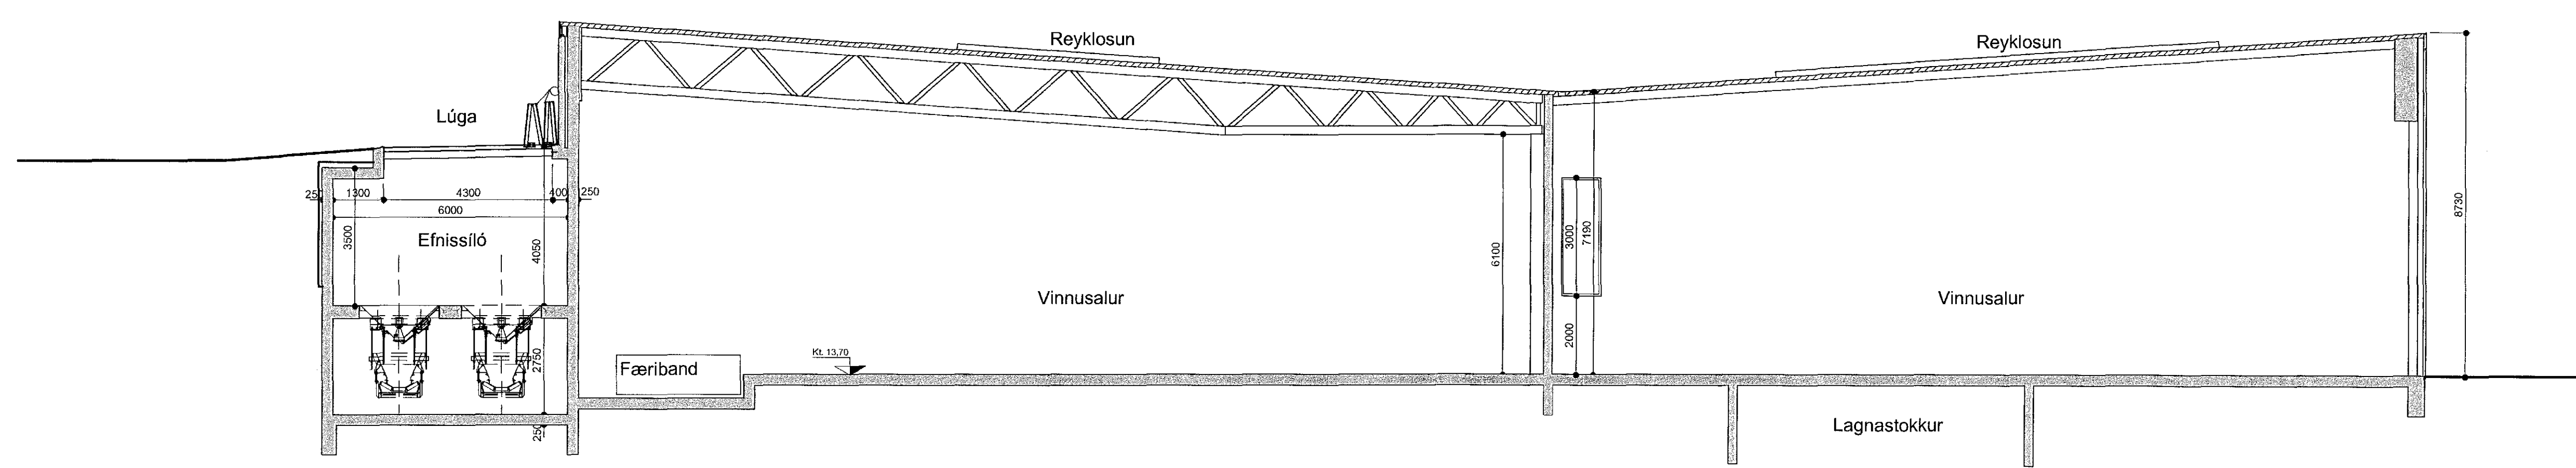 Reyklosun
Reyklosun
Lúga
250
1300
4300
400
250
6000
3500
Efnissíló
4050
3000
7190
8730
6100
Vinnusalur
Vinnusalur
2000
Kt. 13,70
2750
Færiband
250
Lagnastokkur